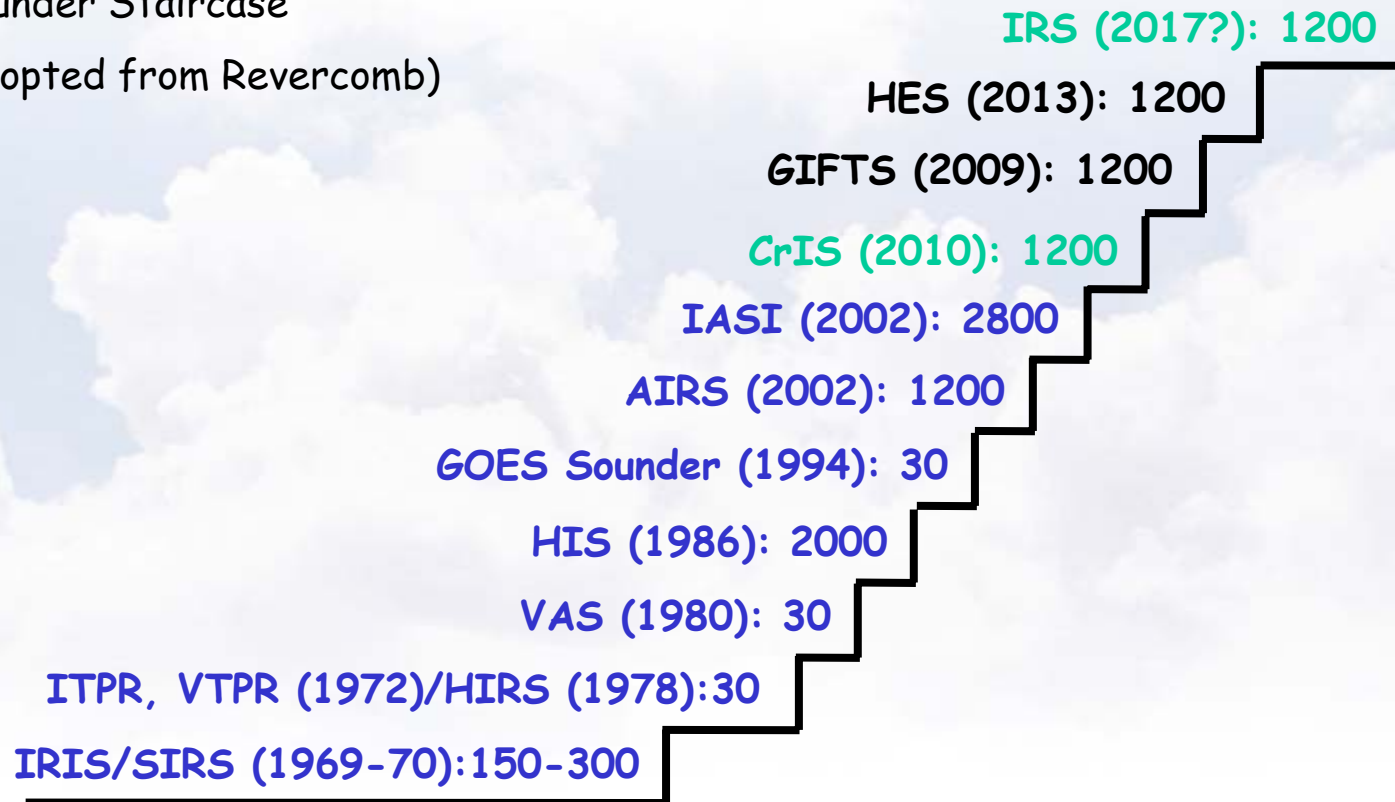 under Staircase
opted from Revercomb)
IRS (2017?): 1200
HES (2013): 1200
GIFTS (2009): 1200
CrIS (2010): 1200
IASI (2002): 2800
AIRS (2002): 1200
GOES Sounder (1994): 30
HIS (1986): 2000
VAS (1980): 30
ITPR, VTPR (1972)/HIRS (1978):30
IRIS/SIRS (1969-70):150-300